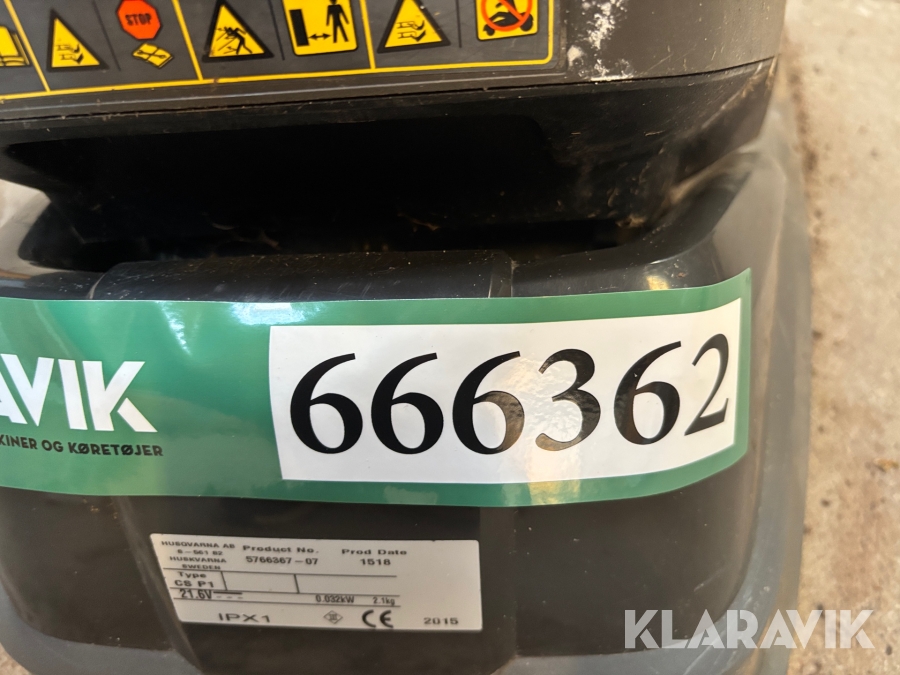 STOP
AVIK
KINER OG KØRETØJER
666362
HUSQVARNA AB
S-561 82
HUSKVARNA
SWEDEN
Product No.
5766367-07
Prod Date
1518
Type
CS P1
21.6V
0.032kW
2.1kg
IPX1
CE
2015
KLARAVIK